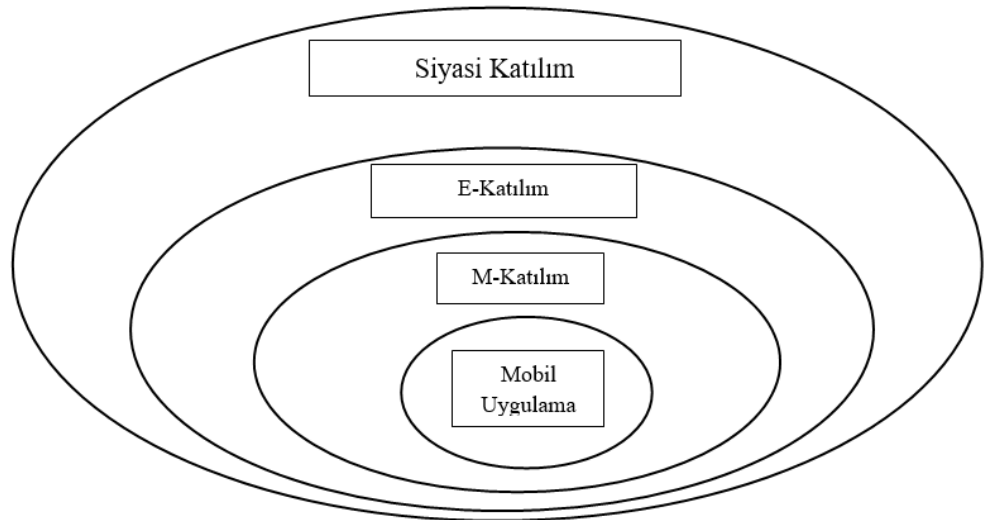 Siyasi Katılım
E-Katılım
M-Katılım
Mobil
Uygulama